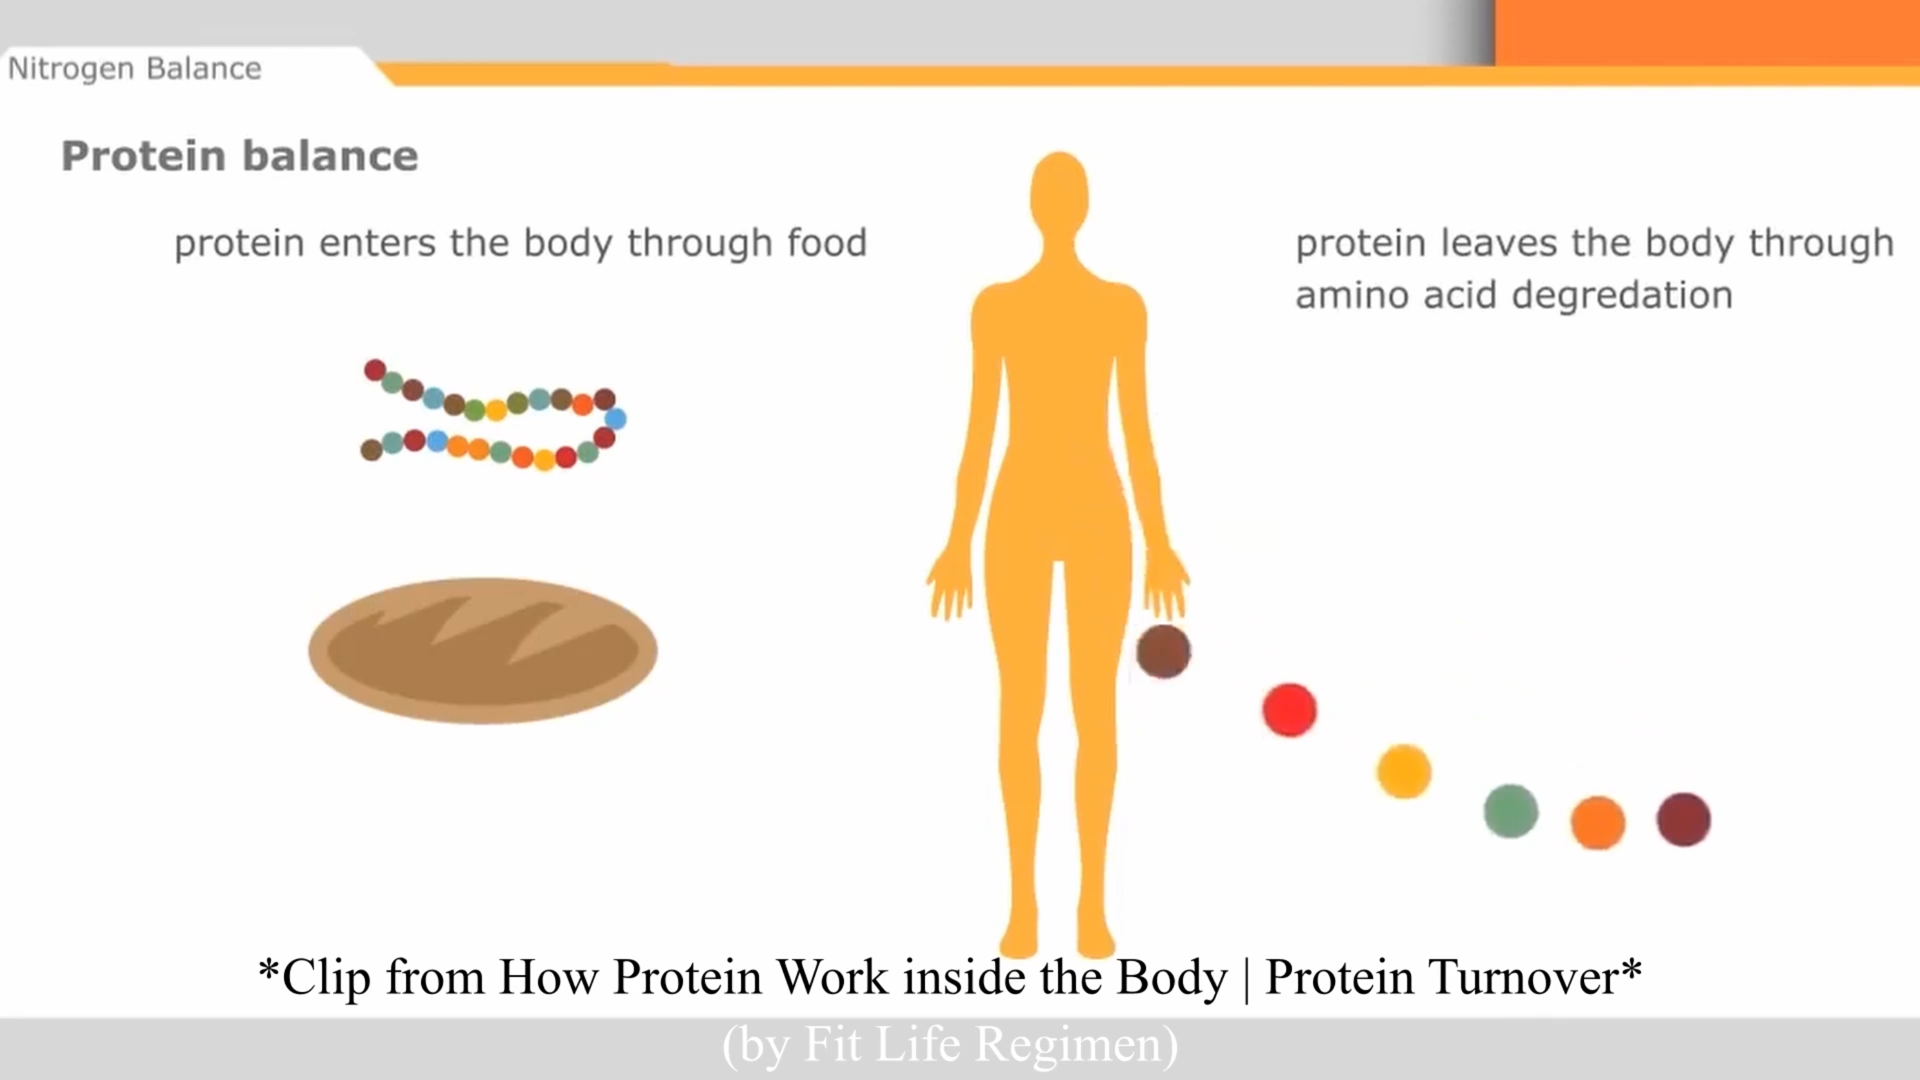 Nitrogen Balance
Protein balance
protein enters the body through food
protein leaves the body through
amino acid degredation
*Clip from How Protein Work inside the Body | Protein Turnover*
(by Fit Life Regimen)